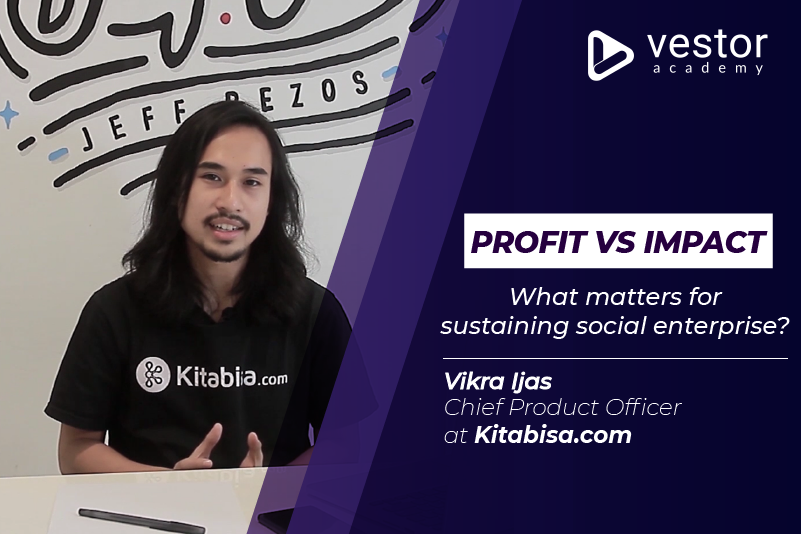 JEFF BEZOS
Kitabisa.com
vestor
academy
PROFIT VS IMPACT
What matters for
sustaining social enterprise?
Vikra Ijas
Chief Product Officer
at Kitabisa.com